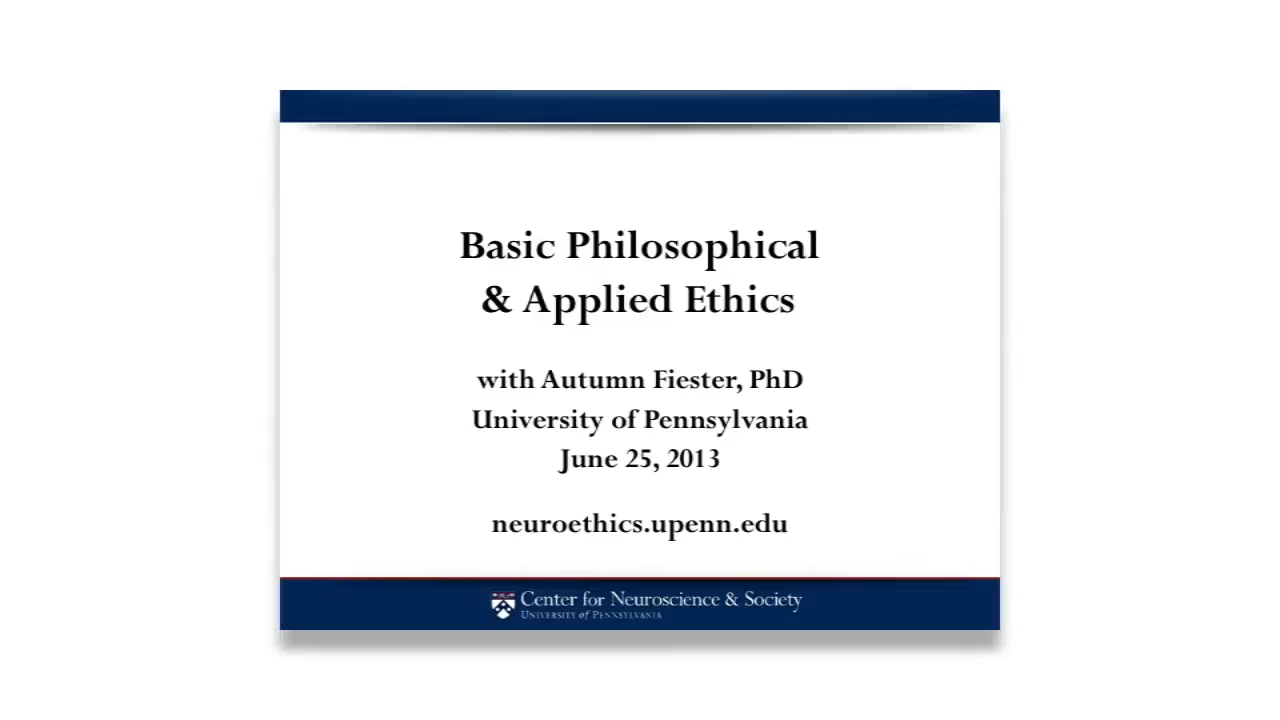 Basic Philosophical
& Applied Ethics
with Autumn Fiester, PhD
University of Pennsylvania
June 25, 2013
neuroethics.upenn.edu
Center for Neuroscience & Society
University of Pennsylvania